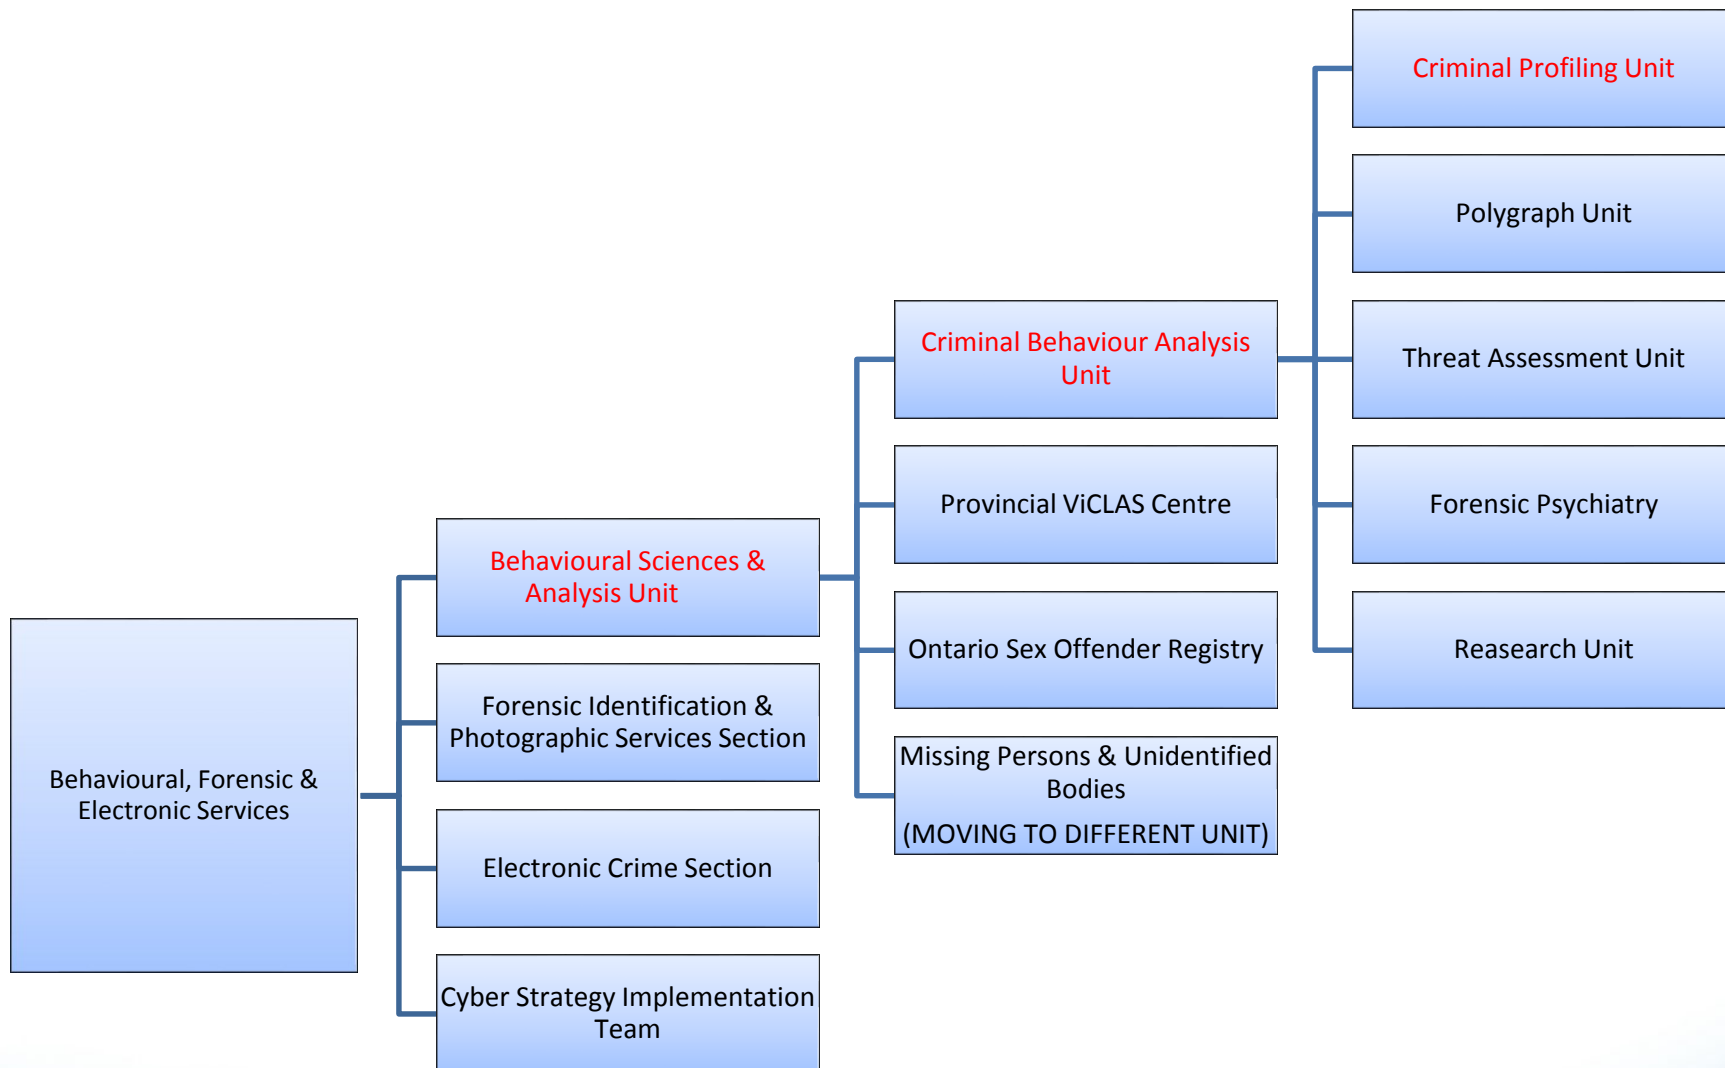 Behavioural, Forensic &
Electronic Services
Behavioural Sciences &
Analysis Unit
Forensic Identification &
Photographic Services Section
Electronic Crime Section
Cyber Strategy Implementation
Team
Criminal Behaviour Analysis
Unit
Provincial ViCLAS Centre
Ontario Sex Offender Registry
Missing Persons & Unidentified
Bodies
(MOVING TO DIFFERENT UNIT)
Criminal Profiling Unit
Polygraph Unit
Threat Assessment Unit
Forensic Psychiatry
Reasearch Unit